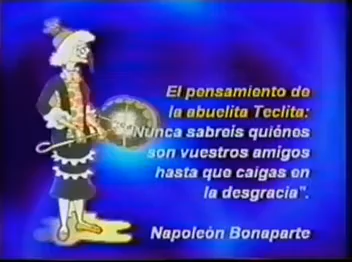 El pensamiento de
la abuelita Teclita:
Nunca sabreis quiénes
son vuestros amigos
hasta que caigas en
la desgracia".
Napoleón Bonaparte